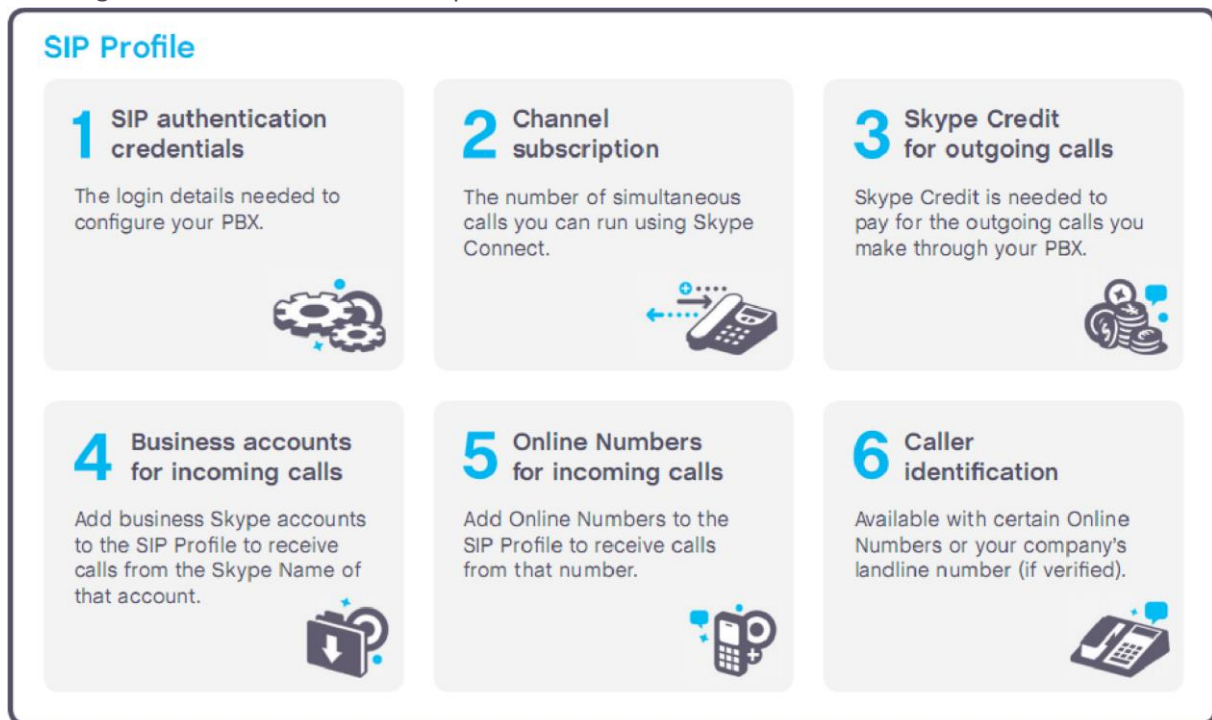 SIP Profile
1 SIP authentication
credentials
The login details needed to
configure your PBX.
2 Channel
subscription
The number of simultaneous
calls you can run using Skype
Connect.
3 Skype Credit
for outgoing calls
Skype Credit is needed to
pay for the outgoing calls you
make through your PBX.
4 Business accounts
for incoming calls
Add business Skype accounts
to the SIP Profile to receive
calls from the Skype Name of
that account.
5 Online Numbers
for incoming calls
Add Online Numbers to the
SIP Profile to receive calls
from that number.
6 Caller
identification
Available with certain Online
Numbers or your company's
landline number (if verified).